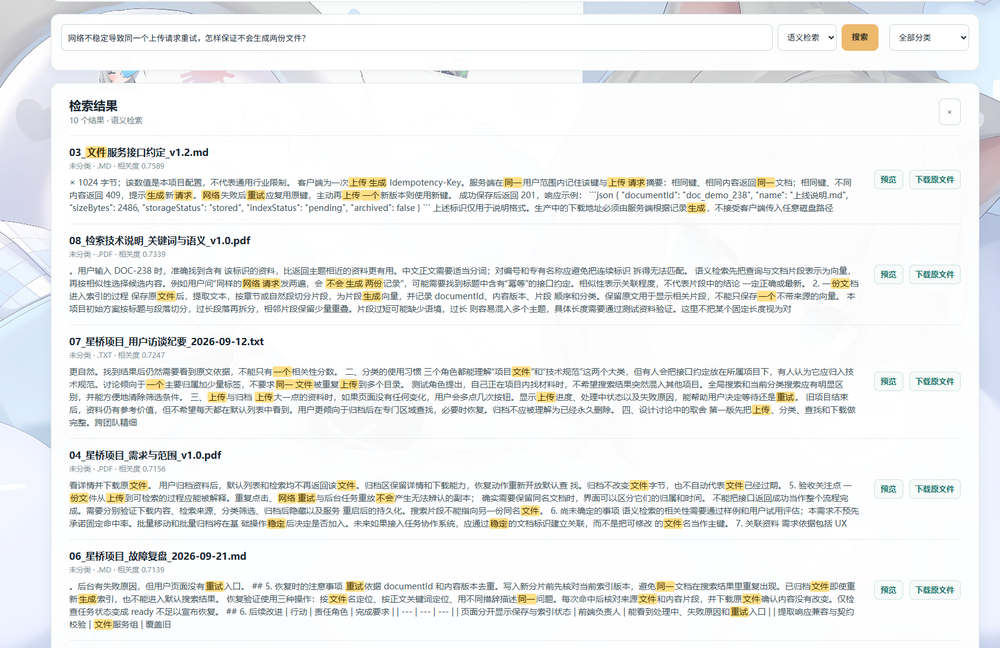 网络不稳定导致同一个上传请求重试，怎样保证不会生成两份文件？
语义检索
搜索
全部分类
检索结果
10 个结果 · 语义检索
×
03_文件服务接口约定_v1.2.md
未分类 · .MD · 相关度 0.7589
× 1024 字节；该数值是本项目配置，不代表通用行业限制。 客户端为一次上传生成 Idempotency-Key。服务端在同一用户范围内记住该键与上传请求摘要：相同键、相同内容返回同一文档；相同键、不同
内容返回 409，提示生成新请求。网络失败后重试应复用原键，主动再上传一个新版本则使用新键。 成功保存后返回 201，响应示例： ```json { "documentId": "doc_demo_238", "name": "上线说明.md",
"sizeBytes": 2486, "storageStatus": "stored", "indexStatus": "pending", "archived": false } ``` 上述标识仅用于说明格式。生产中的下载地址必须由服务端根据记录生成，不接受客户端传入任意磁盘路径
预览
下载原文件
08_检索技术说明_关键词与语义_v1.0.pdf
未分类 · .PDF · 相关度 0.7339
。用户输入 DOC-238 时，准确找到含有 该标识的资料，比返回主题相近的资料更有用。中文正文需要适当分词；对编号和专有名称应避免把连续标识 拆得无法匹配。 语义检索先把查询与文档片段表示为向量，
再按相似性选择候选内容。例如用户问“同样的网络请求发两遍，会 不会生成两份记录”，可能需要找到标题中含有“幂等”的接口约定。相似性表示关联程度，不代表片段中的结论 一定正确或最新。 2. 一份文档
进入索引的过程 保存原文件后，提取文本，按章节或自然段切分片段，为片段生成向量，并记录 documentId、内容版本、片段 顺序和分类。保留原文用于显示相关片段，不能只保存一个不带来源的向量。 本
项目初始方案按标题与段落切分，过长段落再拆分，相邻片段保留少量重叠。片段过短可能缺少语境，过长 则容易混入多个主题，具体长度需要通过测试资料验证。这里不把某个固定长度视为对
预览
下载原文件
07_星桥项目_用户访谈纪要_2026-09-12.txt
未分类 · .TXT · 相关度 0.7247
更自然。找到结果后仍然需要看到原文依据，不能只有一个相关性分数。 二、分类的使用习惯 三个角色都能理解“项目文件”和“技术规范”这两个大类，但有人会把接口约定放在所属项目下，有人认为它应归入技
术规范。讨论倾向于一个主要归属加少量标签，不要求同一文件被重复上传到多个目录。 测试角色提出，自己正在项目内找材料时，不希望搜索结果突然混入其他项目。全局搜索和当前分类搜索应有明显区
别，并能方便地清除筛选条件。 三、上传与归档 上传大一点的资料时，如果页面没有任何变化，用户会多点几次按钮。显示上传进度、处理中状态以及失败原因，能帮助用户决定等待还是重试。 旧项目结束
后，资料仍有参考价值，但不希望每天都在默认列表中看到。用户更倾向于归档后在专门区域查找，必要时恢复。归档不应被理解为已经永久删除。 四、设计讨论中的取舍 第一版先把上传、分类、查找和下载做
完整。跨团队精细
预览
下载原文件
04_星桥项目_需求与范围_v1.0.pdf
未分类 · .PDF · 相关度 0.7156
看详情并下载原文件。 用户归档资料后，默认列表和检索均不再返回该文件。归档区保留详情和下载能力，恢复动作重新开放默认查 找。归档不改变文件字节，也不自动代表文件已经过期。 5. 验收关注点 一
份文件从上传到可检索的过程应能被解释。重复点击、网络重试与后台任务重放不会产生无法辨认的副本； 确实需要保留同名文档时，界面可以区分它们的归属和时间。 不能把接口返回成功当作整个流程完
成。需要分别验证下载内容、检索来源、分类筛选、归档后隐藏以及服务 重启后的持久化。搜索片段不能指向另一份同名文件。 6. 尚未确定的事项 语义检索的相关性需要通过样例和用户试用评估；本需求不预先
承诺固定命中率。批量移动和批量归档将在基 础操作稳定后决定是否加入。未来如果接入任务协作系统，应通过稳定的文档标识建立关联，而不是把可修改 的文件名当作主键。 7. 关联资料 需求依据包括 UX
预览
下载原文件
06_星桥项目_故障复盘_2026-09-21.md
未分类 · .MD · 相关度 0.7139
。后台有失败原因，但用户页面没有重试入口。 ## 5. 恢复时的注意事项 重试依据 documentId 和内容版本去重。写入新分片前先核对当前索引版本，避免同一文档在搜索结果里重复出现。已归档文件即使重
新生成索引，也不能进入默认搜索结果。 恢复验证使用三种操作：按文件名定位、按正文关键词定位、用不同措辞描述同一问题。每次命中后核对来源文件和内容片段，并下载原文件确认内容没有改变。仅检
查任务状态变成 ready 不足以宣布恢复。 ## 6. 后续改进 | 行动 | 责任角色 | 完成要求 | | --- | --- | --- | | 页面分开显示保存与索引状态 | 前端负责人 | 能看到处理中、失败原因和重试入口 | | 提取响应兼容与契约
校验 | 文件服务组 | 覆盖旧
预览
下载原文件